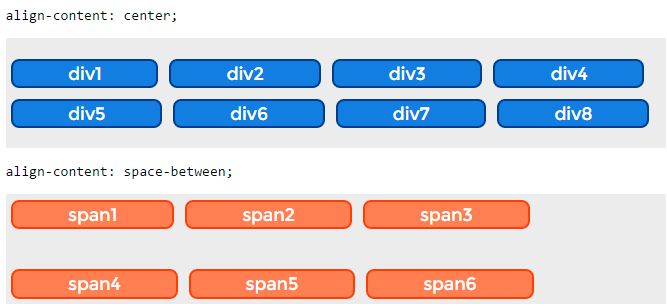 align-content: center;
div1 div2 div3 div4
div5 div6 div7 div8
align-content: space-between;
span1 span2 span3
span4 span5 span6